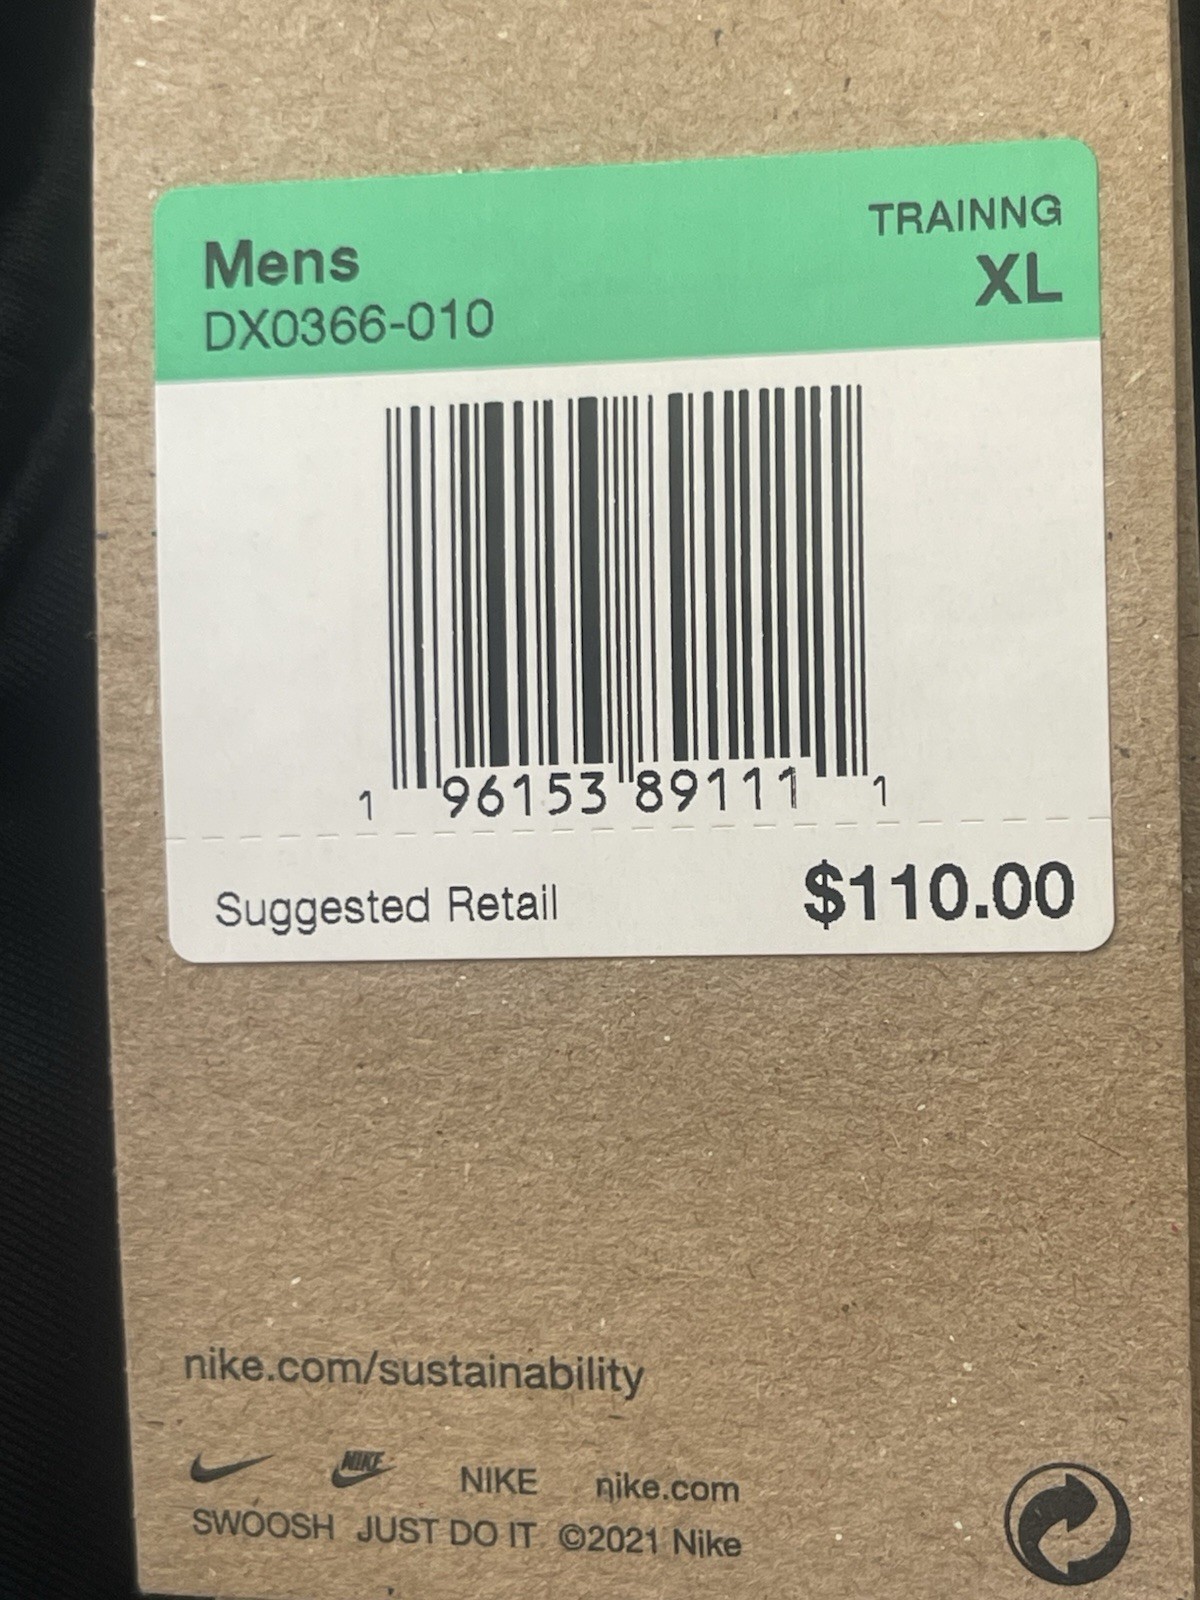 Mens
DX0366-010
TRAINNG
XL
1 96153 89111 1
Suggested Retail $110.00
nike.com/sustainability
NIKE NIKE nike.com
SWOOSH JUST DO IT ©2021 Nike